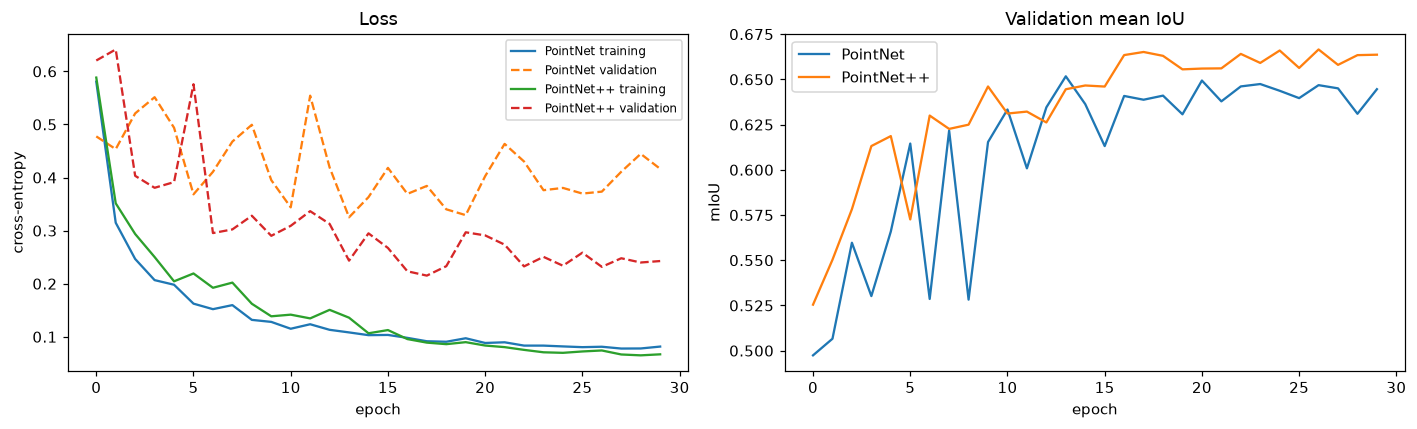 Loss
cross-entropy
0.6
0.5
0.4
0.3
0.2
0.1
0 5 10 15 20 25 30
epoch
PointNet training
PointNet validation
PointNet++ training
PointNet++ validation
Validation mean IoU
mIoU
0.675
0.650
0.625
0.600
0.575
0.550
0.525
0.500
0 5 10 15 20 25 30
epoch
PointNet
PointNet++